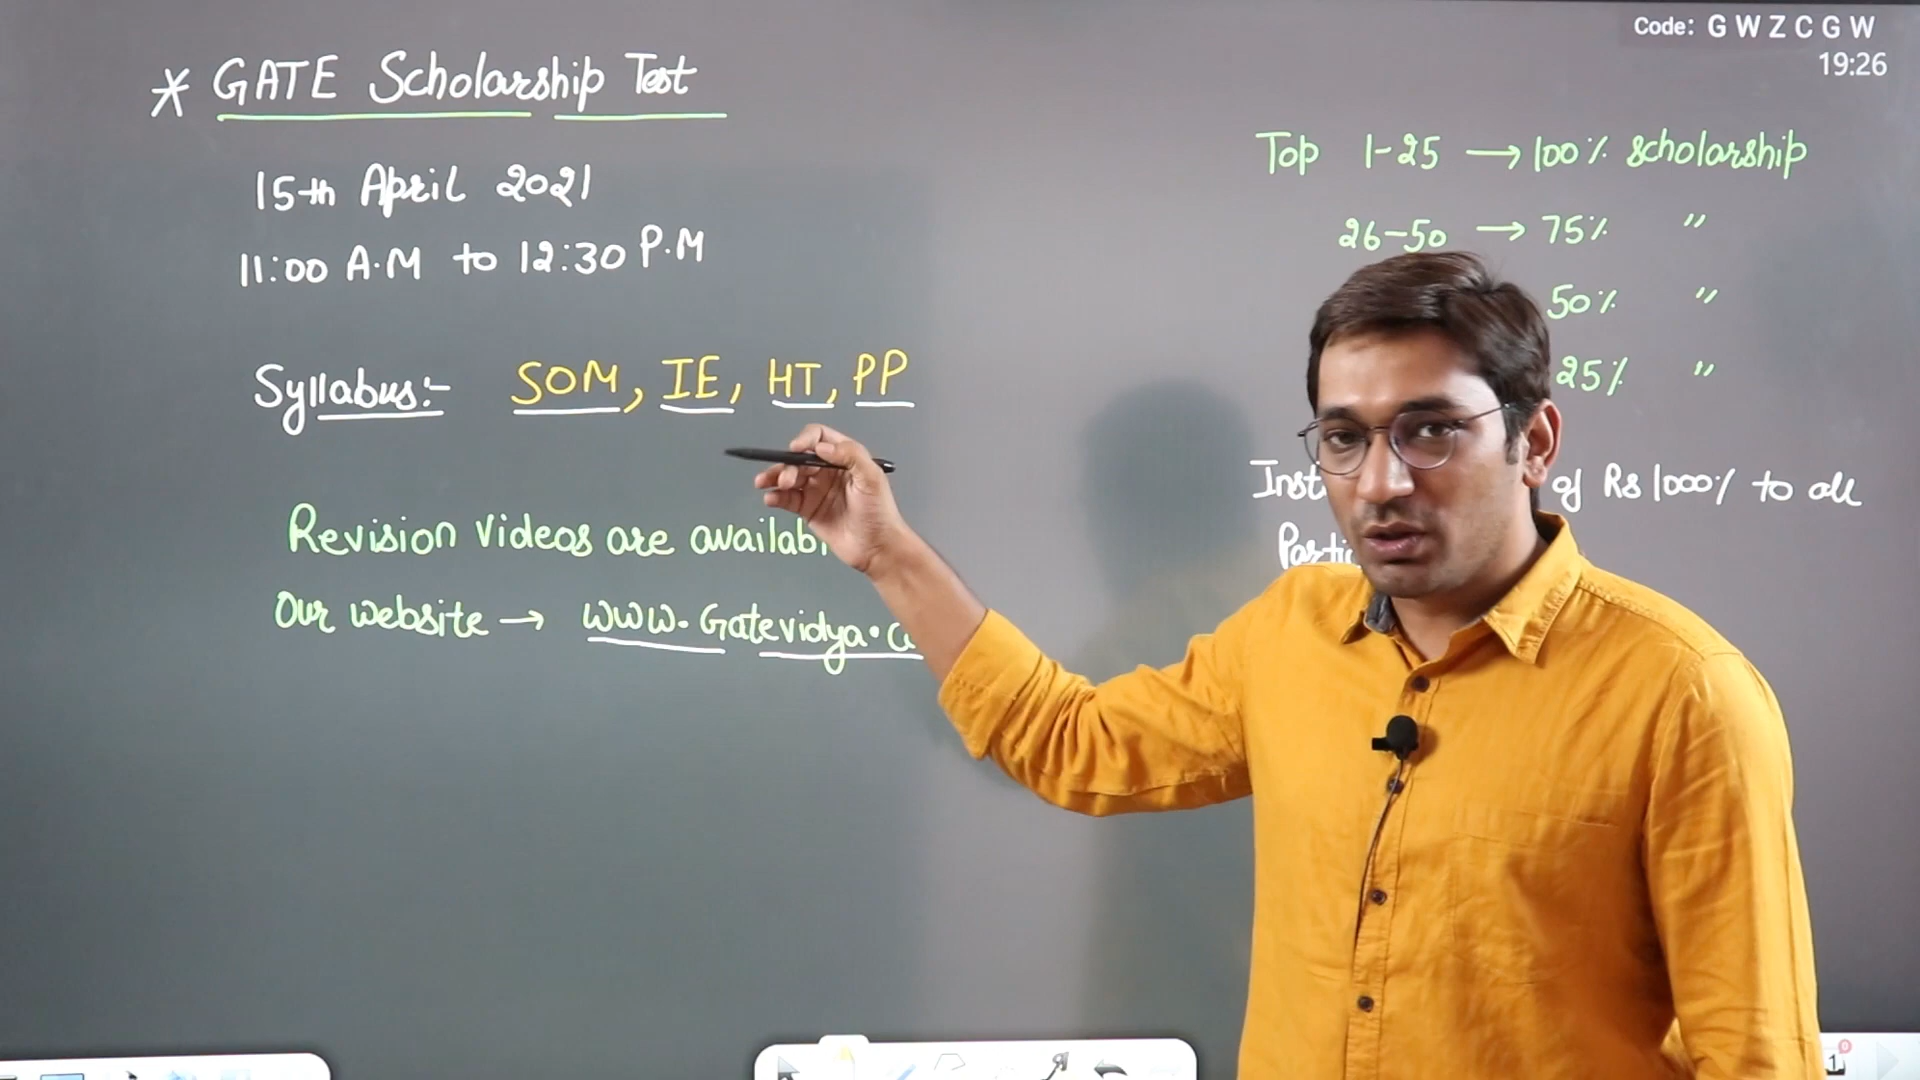 Code: G W Z C G W
19:26
* GATE Scholarship Test
15th April 2021
11:00 A.M to 12:30 P.M
Syllabus:- SOM, IE, HT, PP
Revision videos are
Our website → www.Gatevidya.
Top 1-25 → 100% scholarship
26-50 → 75% "
50% "
25% "
of Rs 1000/ to all
1